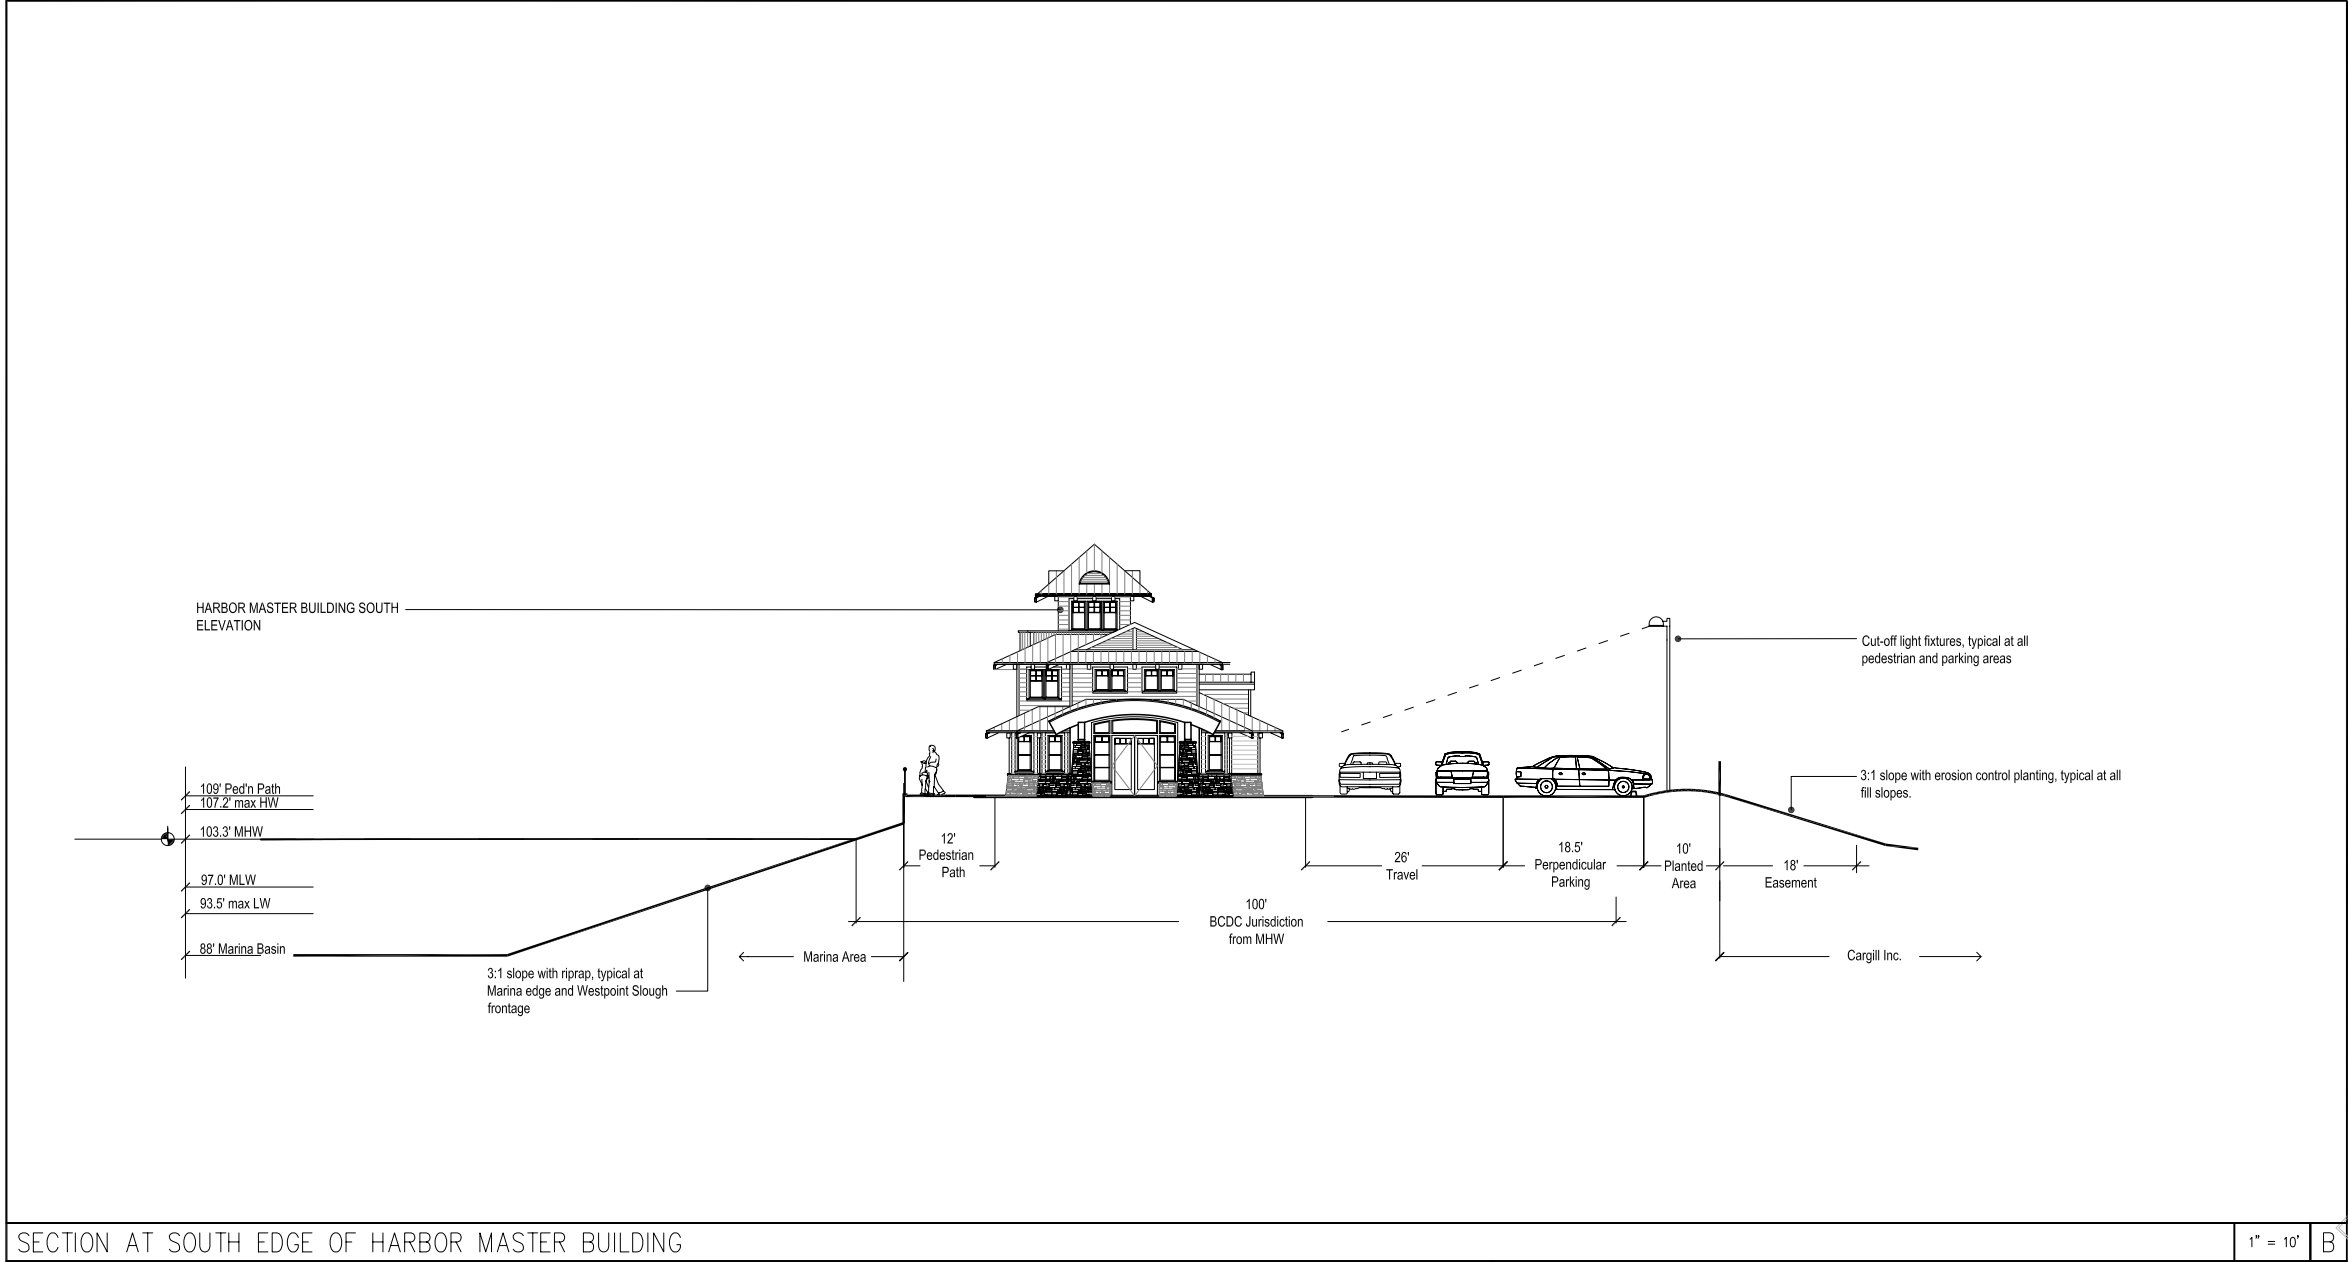 HARBOR MASTER BUILDING SOUTH
ELEVATION
Cut-off light fixtures, typical at all
pedestrian and parking areas
109' Ped'n Path
107.2' max HW
103.3' MHW
97.0' MLW
93.5' max LW
88' Marina Basin
3:1 slope with erosion control planting, typical at all
fill slopes.
12'
Pedestrian
Path
26'
Travel
18.5'
Perpendicular
Parking
10'
Planted
Area
18'
Easement
100'
BCDC Jurisdiction
from MHW
Marina Area
Cargill Inc.
3:1 slope with riprap, typical at
Marina edge and Westpoint Slough
frontage
SECTION AT SOUTH EDGE OF HARBOR MASTER BUILDING
1" = 10'
B